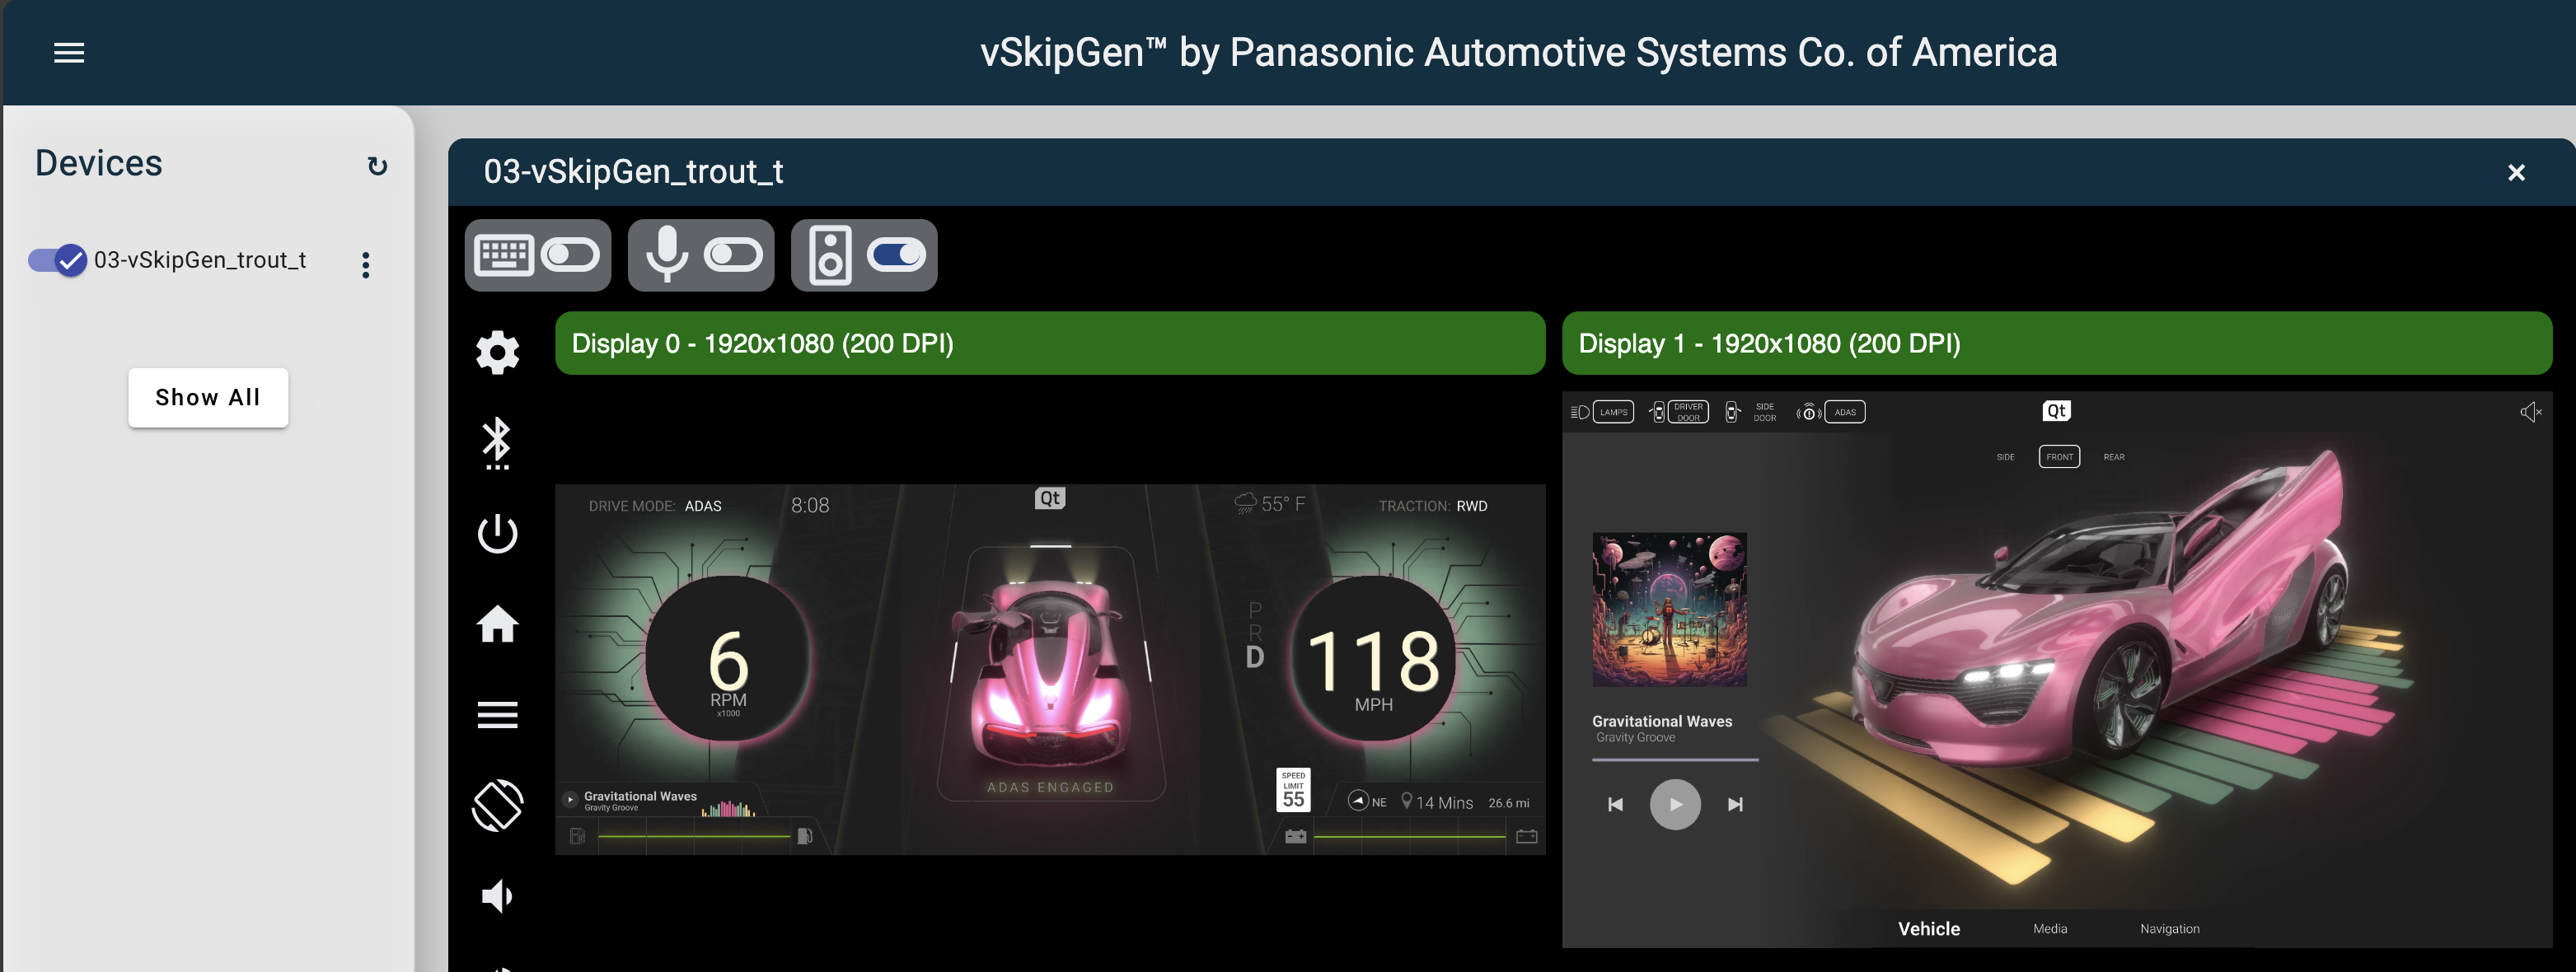 vSkipGen™ by Panasonic Automotive Systems Co. of America
Devices
03-vSkipGen_trout_t
Show All
03-vSkipGen_trout_t
Display 0 - 1920x1080 (200 DPI)
DRIVE MODE: ADAS
8:08
Qt
55° F
TRACTION: RWD
6
RPM
x1000
P
R
D
118
MPH
ADAS ENGAGED
SPEED
LIMIT
55
Gravitational Waves
Gravity Groove
NE
14 Mins
26.6 mi
Display 1 - 1920x1080 (200 DPI)
LAMPS
DRIVER
DOOR
SIDE
DOOR
ADAS
Qt
SIDE
FRONT
REAR
Gravitational Waves
Gravity Groove
Vehicle
Media
Navigation